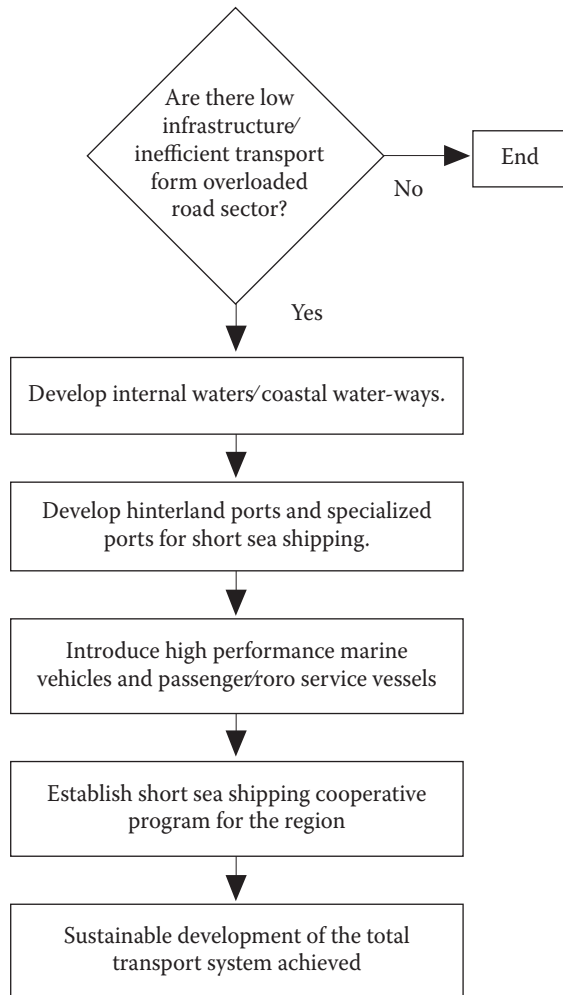 Are there low
infrastructure/
inefficient transport
form overloaded
road sector?
End
No
Yes
Develop internal waters/coastal water-ways.
Develop hinterland ports and specialized
ports for short sea shipping.
Introduce high performance marine
vehicles and passenger/roro service vessels
Establish short sea shipping cooperative
program for the region
Sustainable development of the total
transport system achieved